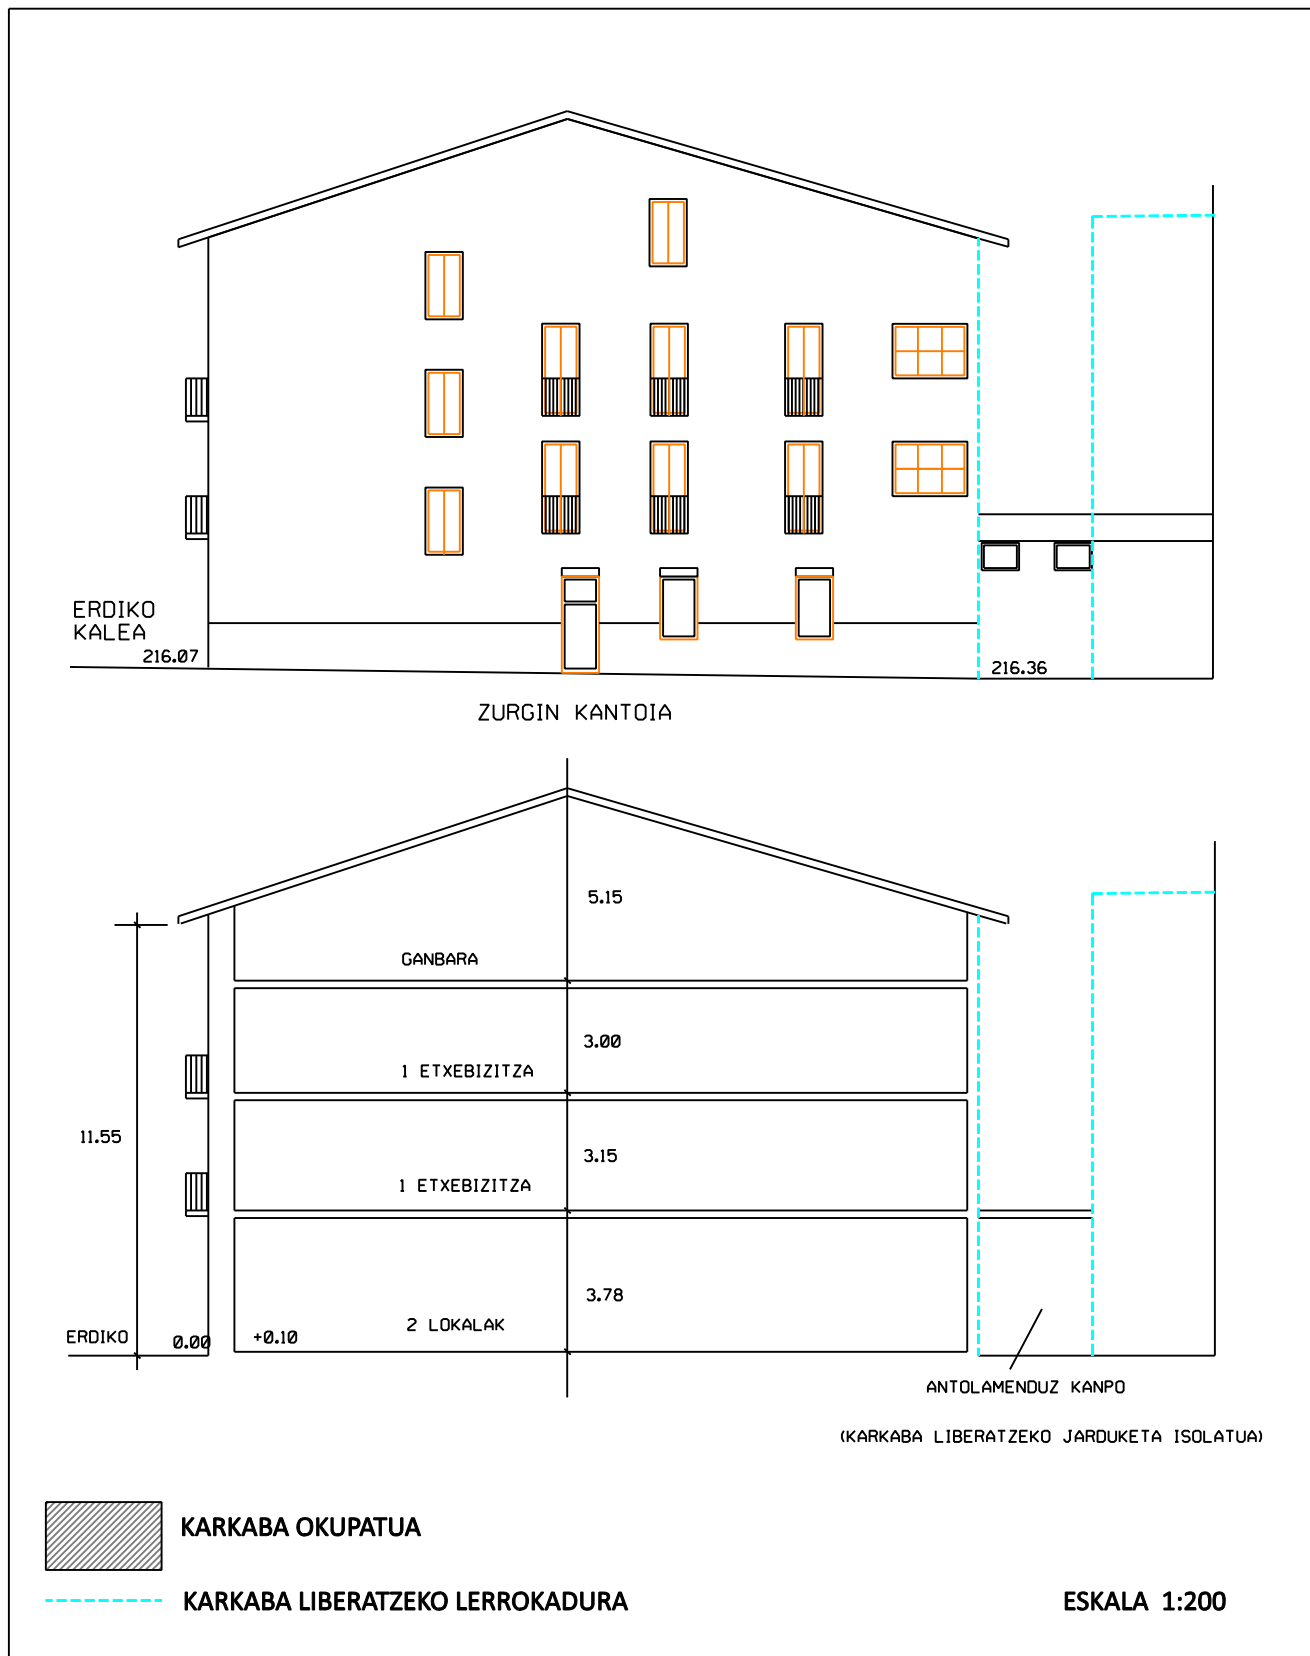 ERDIKO
KALEA
216.07
216.36
ZURGIN KANTOIA
5.15
GANBARA
3.00
1 ETXEBIZITZA
11.55
3.15
1 ETXEBIZITZA
3.78
2 LOKALAK
ERDIKO
0.00
+0.10
ANTOLAMENDUZ KANPO
(KARKABA LIBERATZEKO JARDUKETA ISOLATUA)
KARKABA OKUPATUA
KARKABA LIBERATZEKO LERROKADURA
ESKALA 1:200